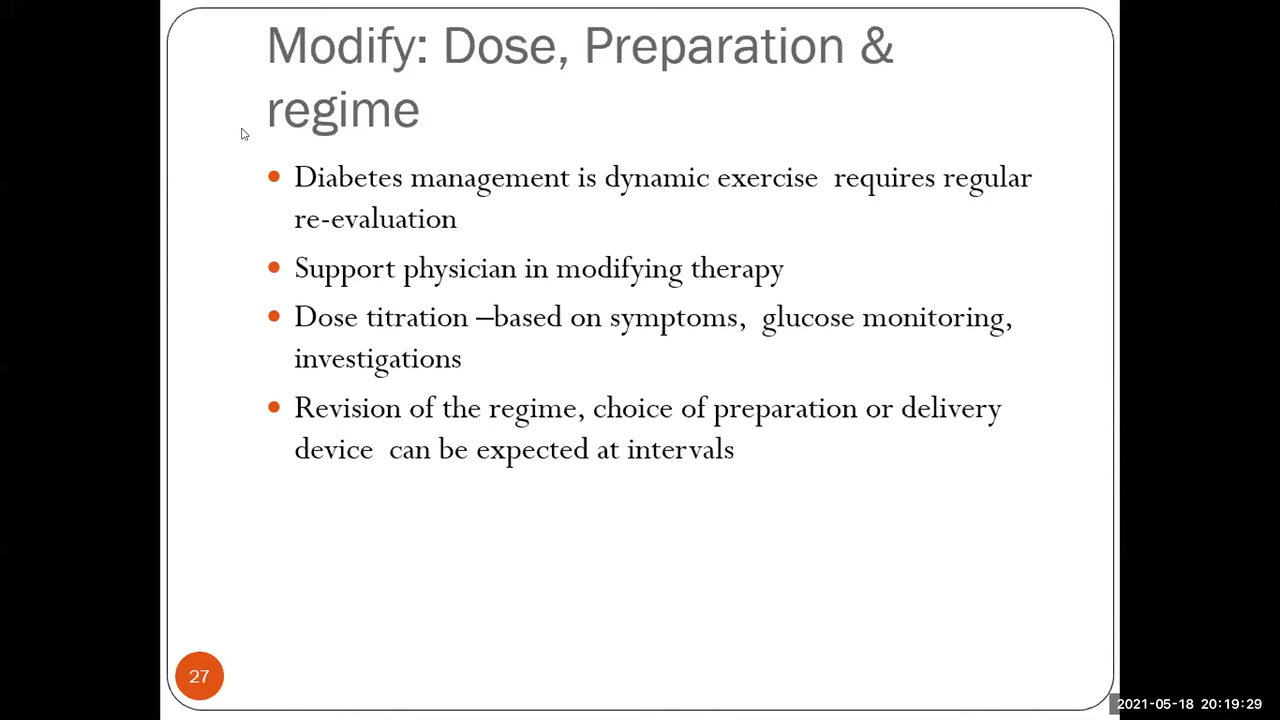 Modify: Dose, Preparation &
regime
Diabetes management is dynamic exercise  requires regular
re-evaluation
Support physician in modifying therapy
Dose titration –based on symptoms,  glucose monitoring,
investigations
Revision of the regime, choice of preparation or delivery
device  can be expected at intervals
27
2021-05-18 20:19:29